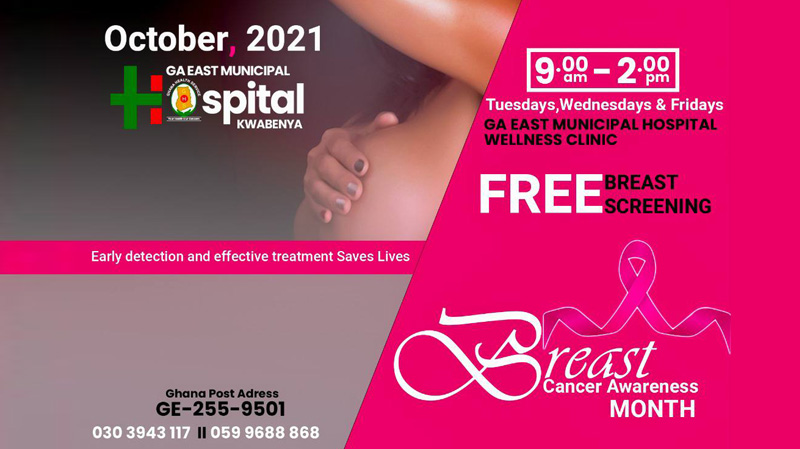 October, 2021
GA EAST MUNICIPAL
Hospital
KWABENYA
9.00 am – 2.00 pm
Tuesdays,Wednesdays & Fridays
GA EAST MUNICIPAL HOSPITAL
WELLNESS CLINIC
FREE BREAST
SCREENING
Early detection and effective treatment Saves Lives
Breast
Cancer Awareness
MONTH
Ghana Post Adress
GE-255-9501
030 3943 117 II 059 9688 868